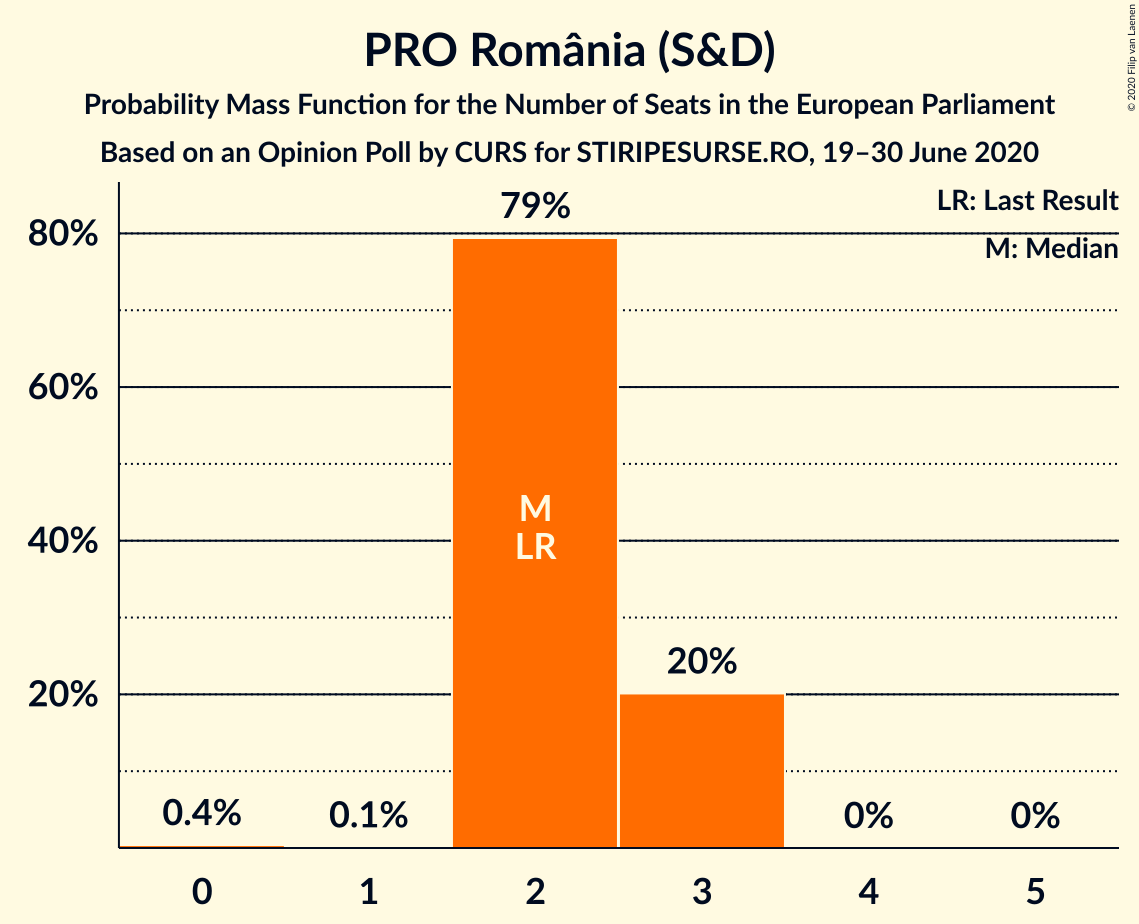 PRO România (S&D)
Probability Mass Function for the Number of Seats in the European Parliament
Based on an Opinion Poll by CURS for STIRIPESURSE.RO, 19–30 June 2020
© 2020 Filip van Laenen
LR: Last Result
M: Median
80%
60%
40%
20%
0.4%
0.1%
79%
M
LR
20%
0%
0%
0
1
2
3
4
5